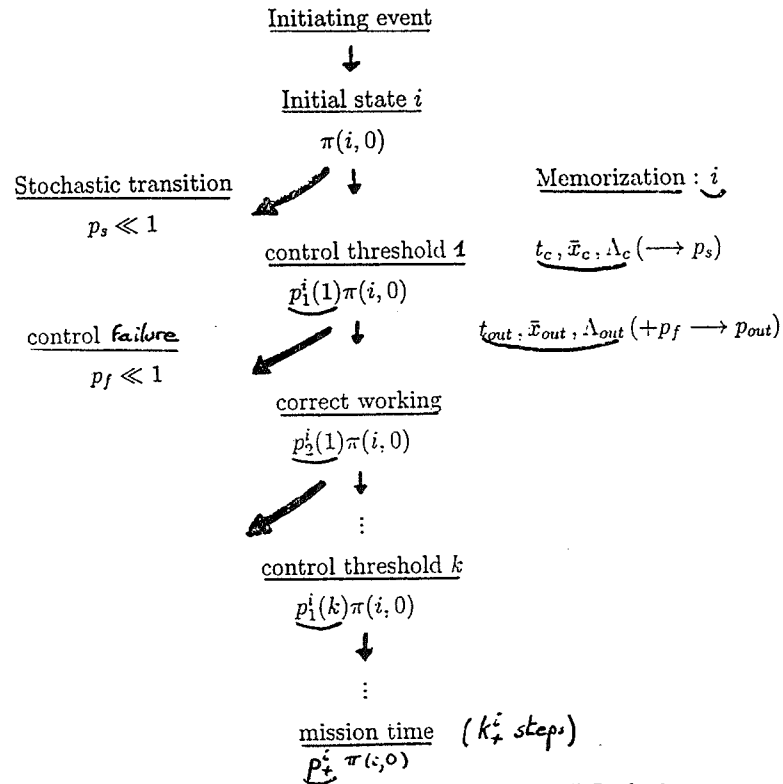 Initiating event
Initial state i
π(i, 0)
Stochastic transition
p_s ≪ 1
Memorization : i
control threshold 1
p_1^i(1)π(i, 0)
t_c, x̄_c, Λ_c (⟶ p_s)
control failure
p_f ≪ 1
t_out, x̄_out, Λ_out (+p_f ⟶ p_out)
correct working
p_2^i(1)π(i, 0)
⋮
control threshold k
p_1^i(k)π(i, 0)
⋮
mission time (k_+^i steps)
p_+^i π(i,0)